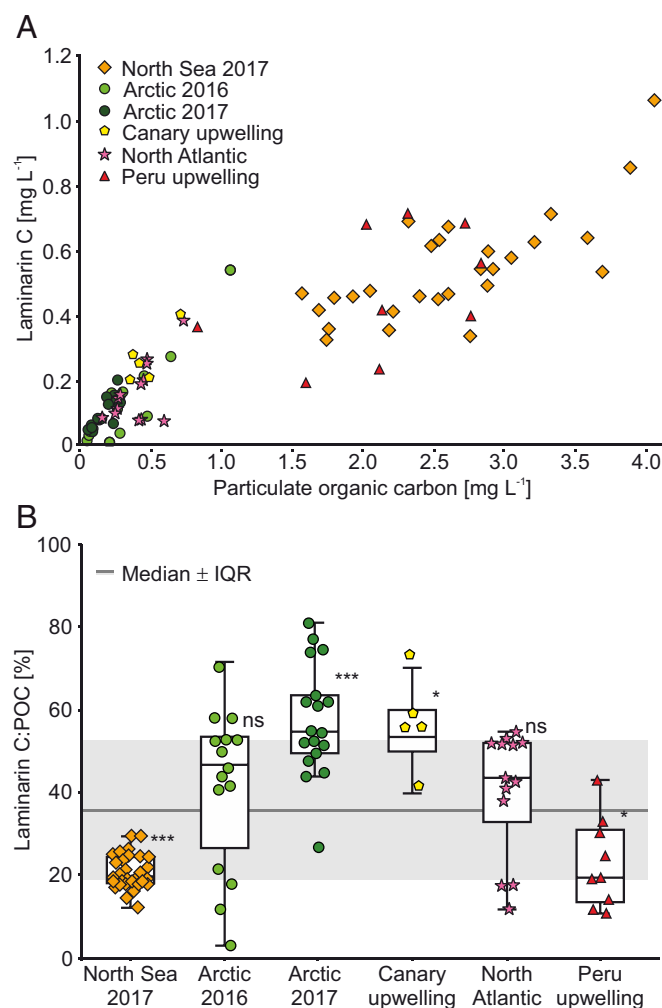 A
Laminarin C [mg L⁻¹]
1.2
1.0
0.8
0.6
0.4
0.2
0
North Sea 2017
Arctic 2016
Arctic 2017
Canary upwelling
North Atlantic
Peru upwelling
0 0.5 1.0 1.5 2.0 2.5 3.0 3.5 4.0
Particulate organic carbon [mg L⁻¹]
B
Laminarin C:POC [%]
100
80
60
40
20
0
Median ± IQR
***
ns
***
*
ns
*
North Sea
2017
Arctic
2016
Arctic
2017
Canary
upwelling
North
Atlantic
Peru
upwelling